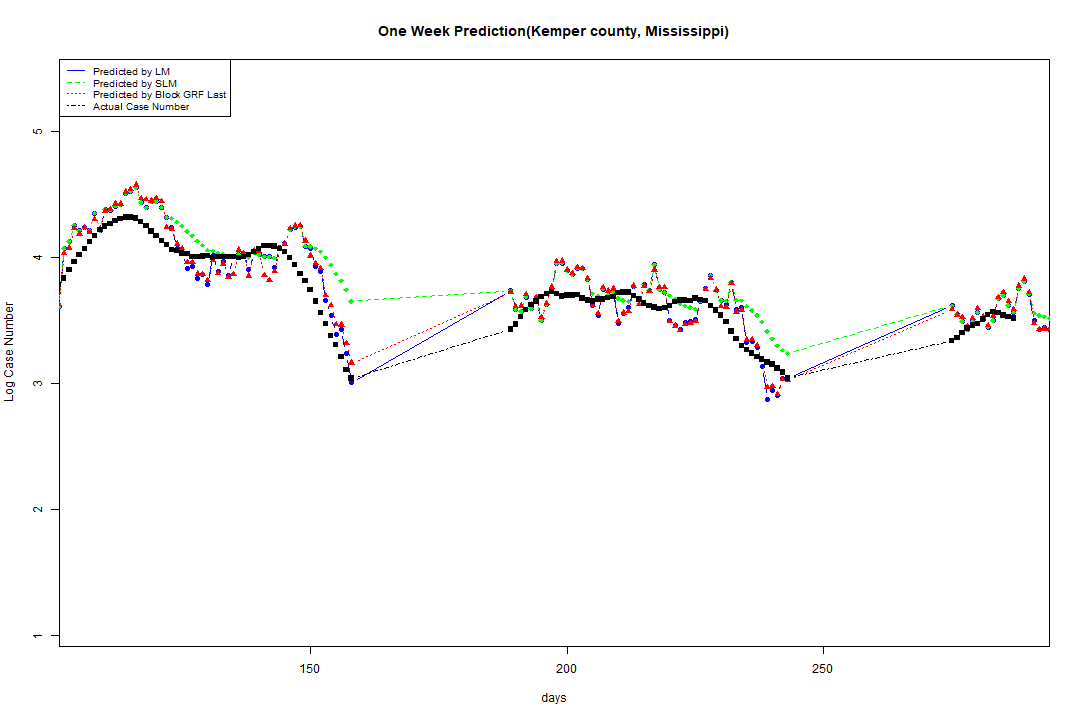 One Week Prediction(Kemper county, Mississippi)
Predicted by LM
Predicted by SLM
Predicted by Block GRF Last
Actual Case Number
5
4
3
2
1
Log Case Number
150 200 250
days